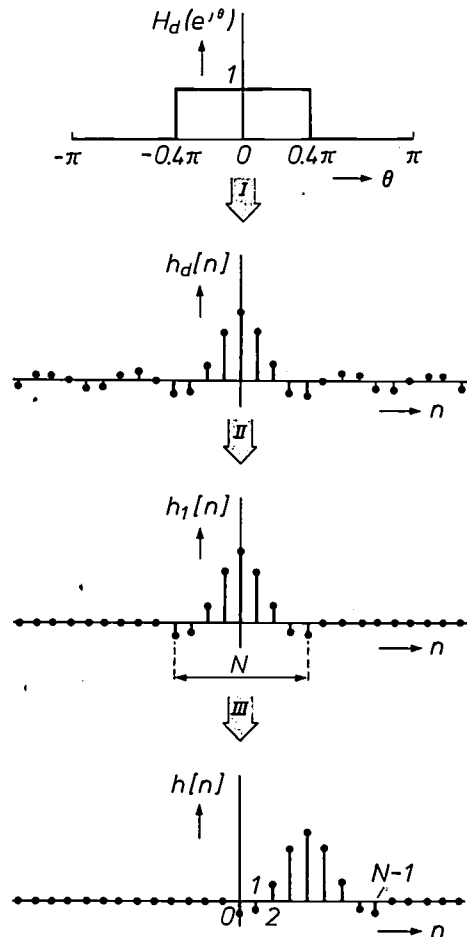 H_d(e^{jθ})
1
-π -0.4π 0 0.4π π
θ
I
h_d[n]
n
II
h_1[n]
n
N
III
h[n]
N-1
1
0 2
n